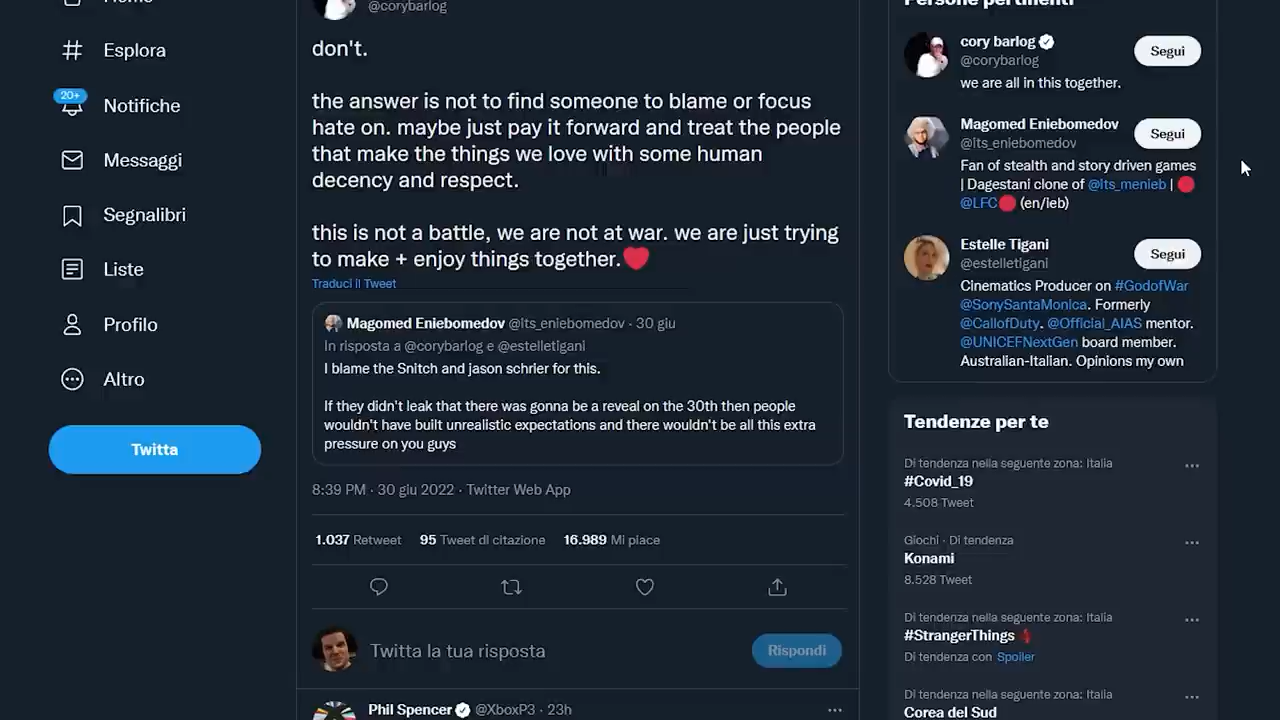 Home
Esplora
20+
Notifiche
Messaggi
Segnalibri
Liste
Profilo
Altro
Twitta
@corybarlog
don't.
the answer is not to find someone to blame or focus
hate on. maybe just pay it forward and treat the people
that make the things we love with some human
decency and respect.
this is not a battle, we are not at war. we are just trying
to make + enjoy things together.
Traduci il Tweet
Magomed Eniebomedov @its_eniebomedov · 30 giu
In risposta a @corybarlog e @estelletigani
I blame the Snitch and jason schrier for this.
If they didn't leak that there was gonna be a reveal on the 30th then people
wouldn't have built unrealistic expectations and there wouldn't be all this extra
pressure on you guys
8:39 PM · 30 giu 2022 · Twitter Web App
1.037 Retweet 95 Tweet di citazione 16.989 Mi piace
Twitta la tua risposta
Rispondi
Phil Spencer @XboxP3 · 23h
Persone pertinenti
cory barlog
@corybarlog
Segui
we are all in this together.
Magomed Eniebomedov
@its_eniebomedov
Segui
Fan of stealth and story driven games
| Dagestani clone of @its_menieb |
@LFC (en/leb)
Estelle Tigani
@estelletigani
Segui
Cinematics Producer on #GodofWar
@SonySantaMonica. Formerly
@CallofDuty. @Official_AIAS mentor.
@UNICEFNextGen board member.
Australian-Italian. Opinions my own
Tendenze per te
Di tendenza nella seguente zona: Italia
#Covid_19
4.508 Tweet
Giochi · Di tendenza
Konami
8.528 Tweet
Di tendenza nella seguente zona: Italia
#StrangerThings
Di tendenza con Spoiler
Di tendenza nella seguente zona: Italia
Corea del Sud